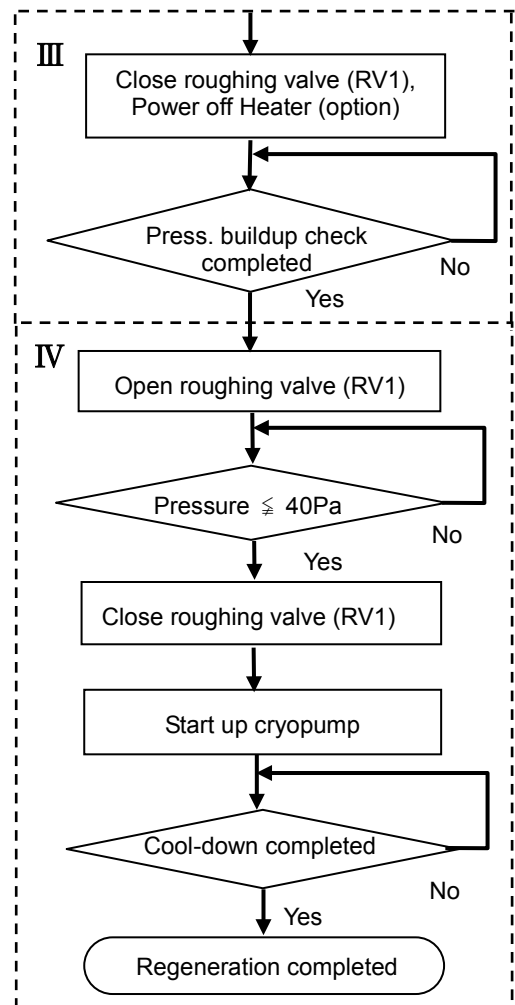 Ⅲ
Close roughing valve (RV1),
Power off Heater (option)
Press. buildup check
completed
No
Yes
Ⅳ
Open roughing valve (RV1)
Pressure ≦ 40Pa
No
Yes
Close roughing valve (RV1)
Start up cryopump
Cool-down completed
No
Yes
Regeneration completed